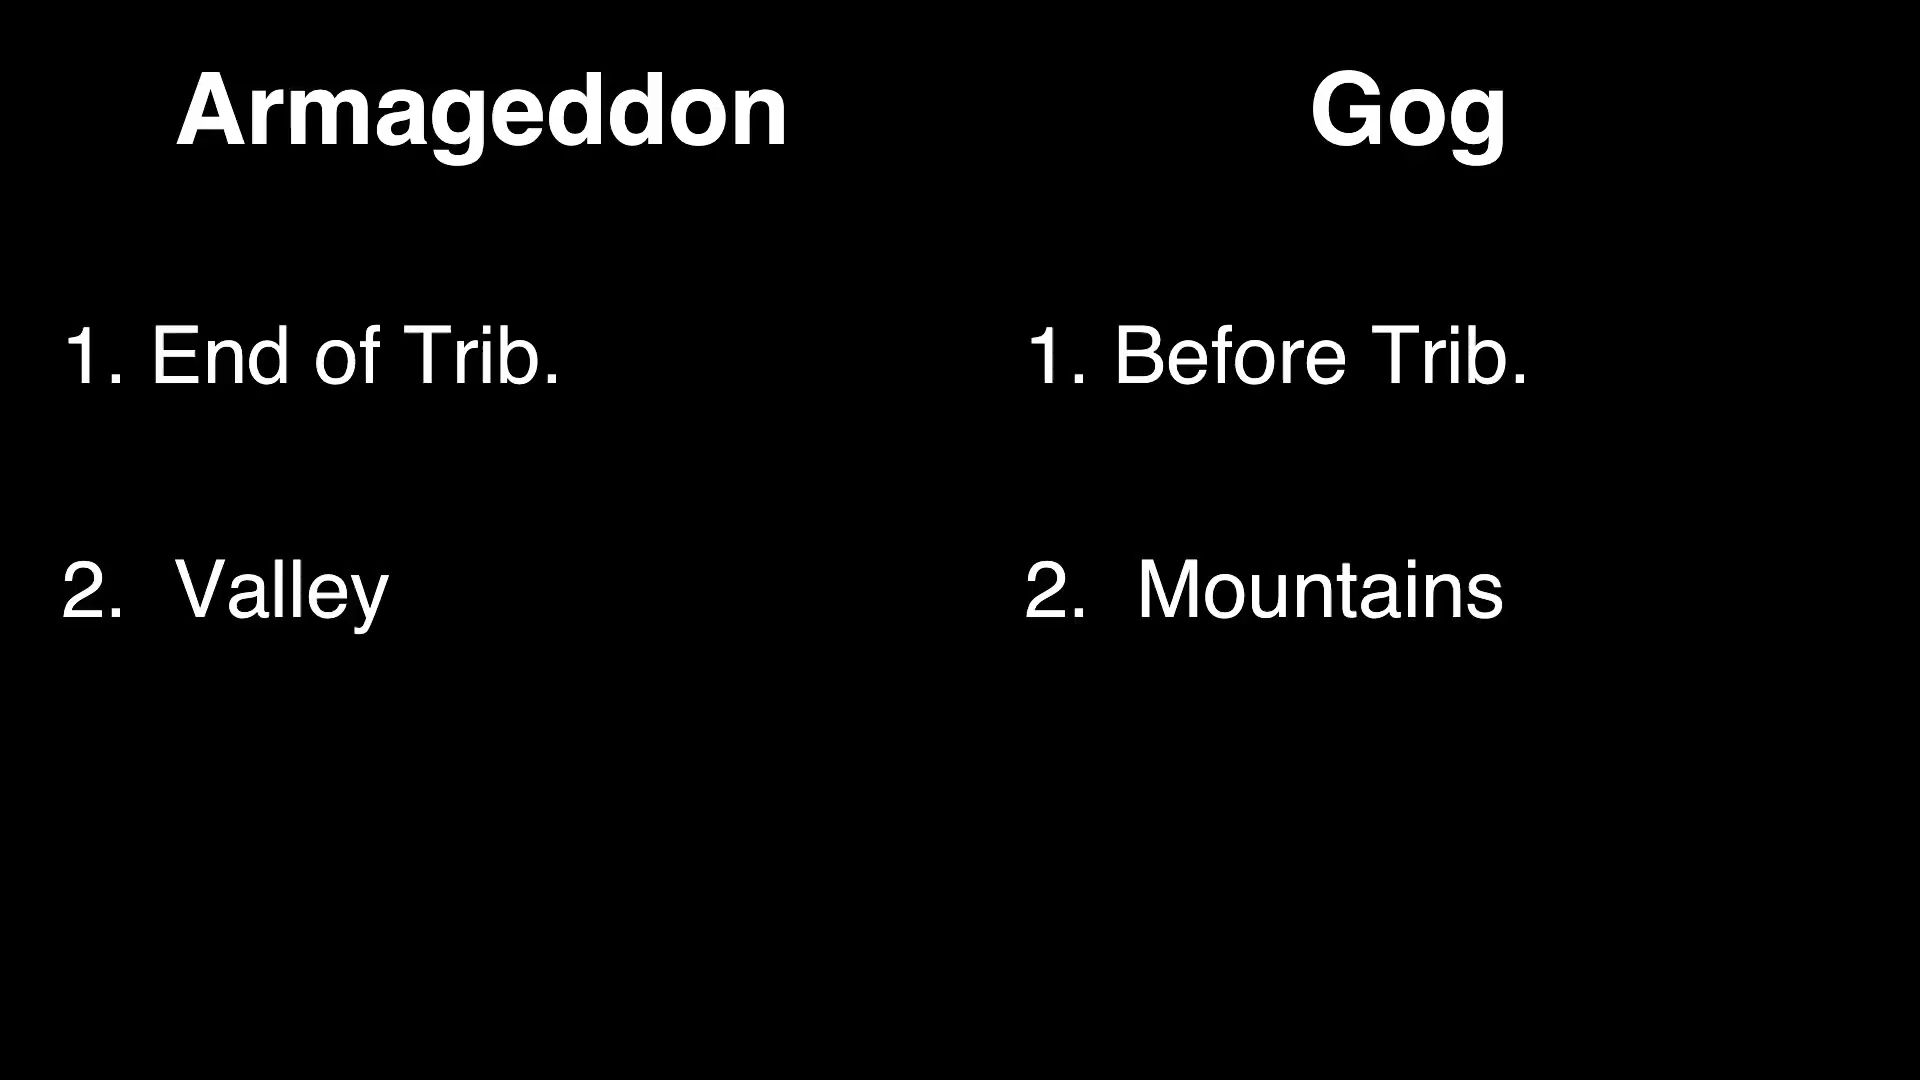 Armageddon
1. End of Trib.
2. Valley
Gog
1. Before Trib.
2. Mountains